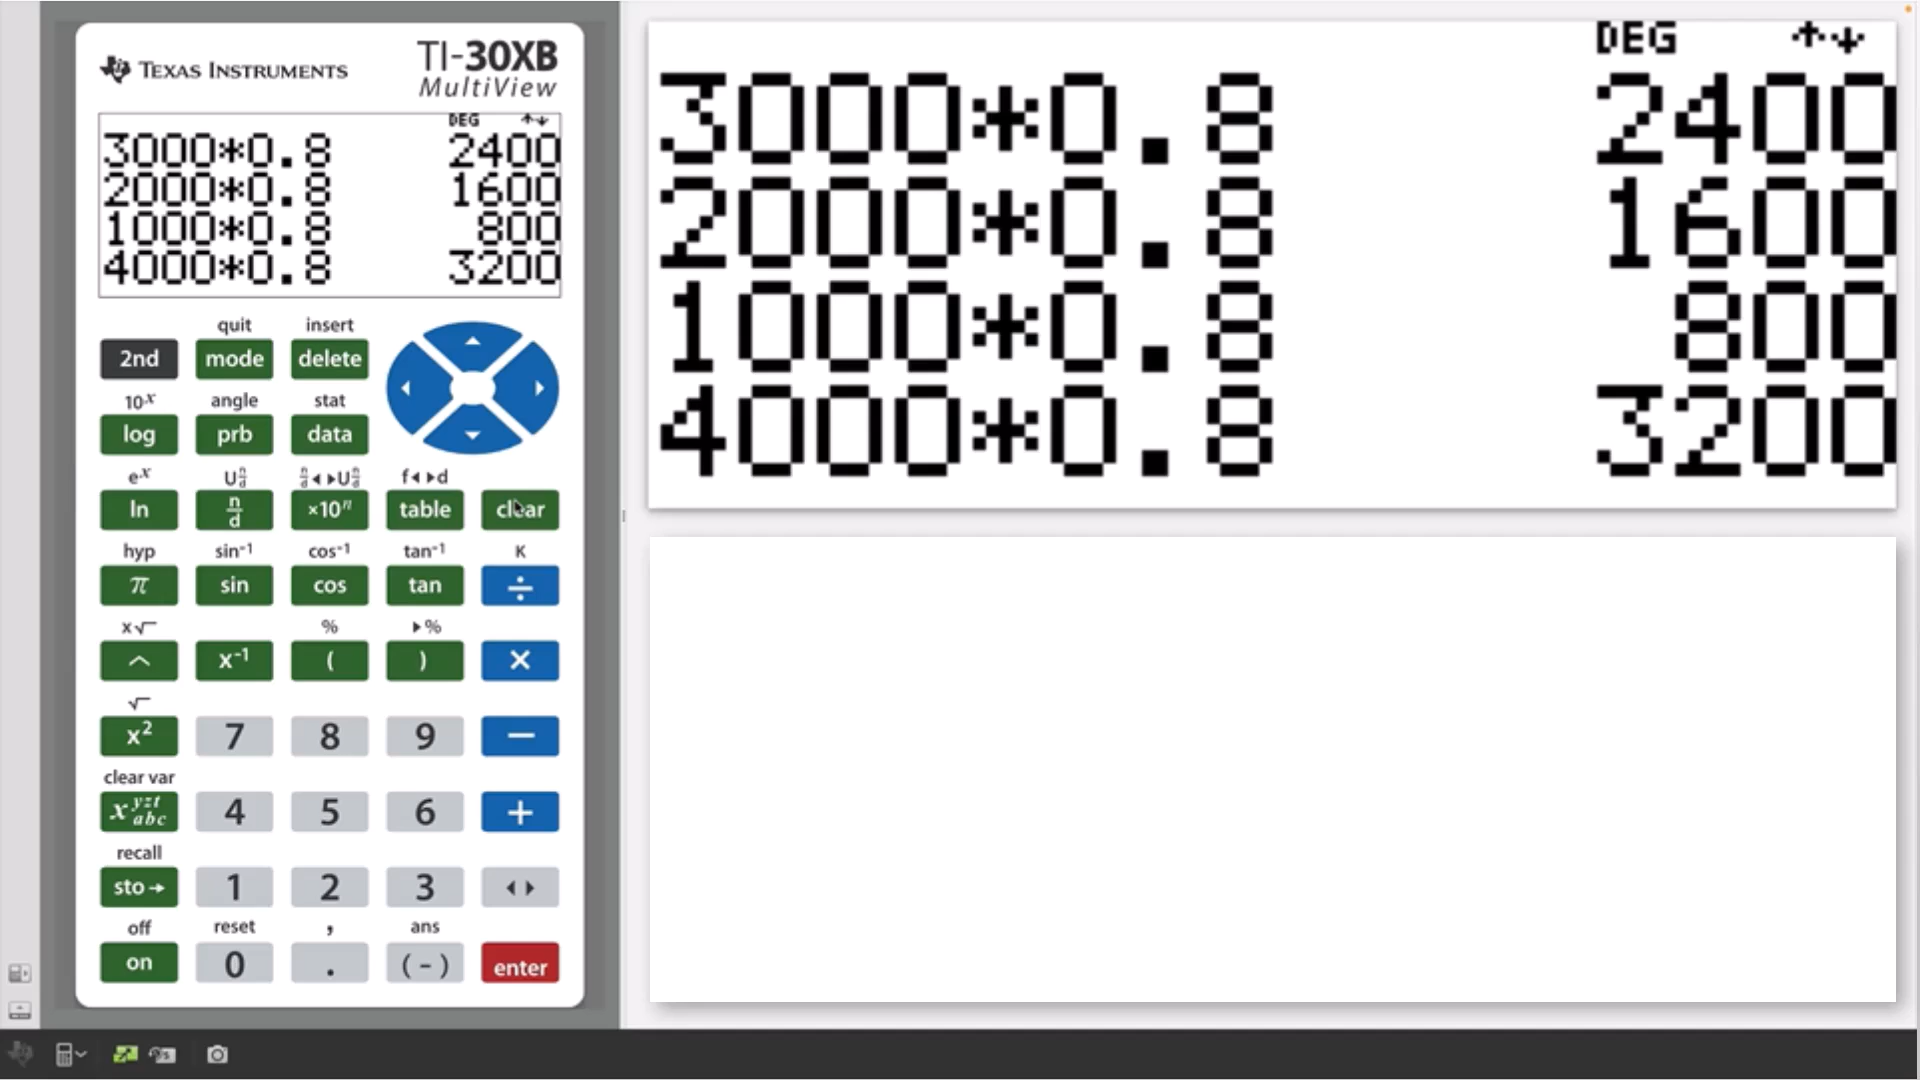 TEXAS INSTRUMENTS
TI-30XB
MultiView
DEG
3000*0.8 2400
2000*0.8 1600
1000*0.8 800
4000*0.8 3200
quit insert
2nd mode delete
10ˣ angle stat
log prb data
eˣ U n/d n/d◄►U n/d f◄►d
ln n/d ×10ⁿ table clear
hyp sin⁻¹ cos⁻¹ tan⁻¹ K
π sin cos tan ÷
x√ % ►%
^ x⁻¹ ( ) ×
√
x² 7 8 9 −
clear var
x yzt abc 4 5 6 +
recall
sto→ 1 2 3 ◄►
off reset , ans
on 0 . (-) enter
DEG
3000*0.8 2400
2000*0.8 1600
1000*0.8 800
4000*0.8 3200